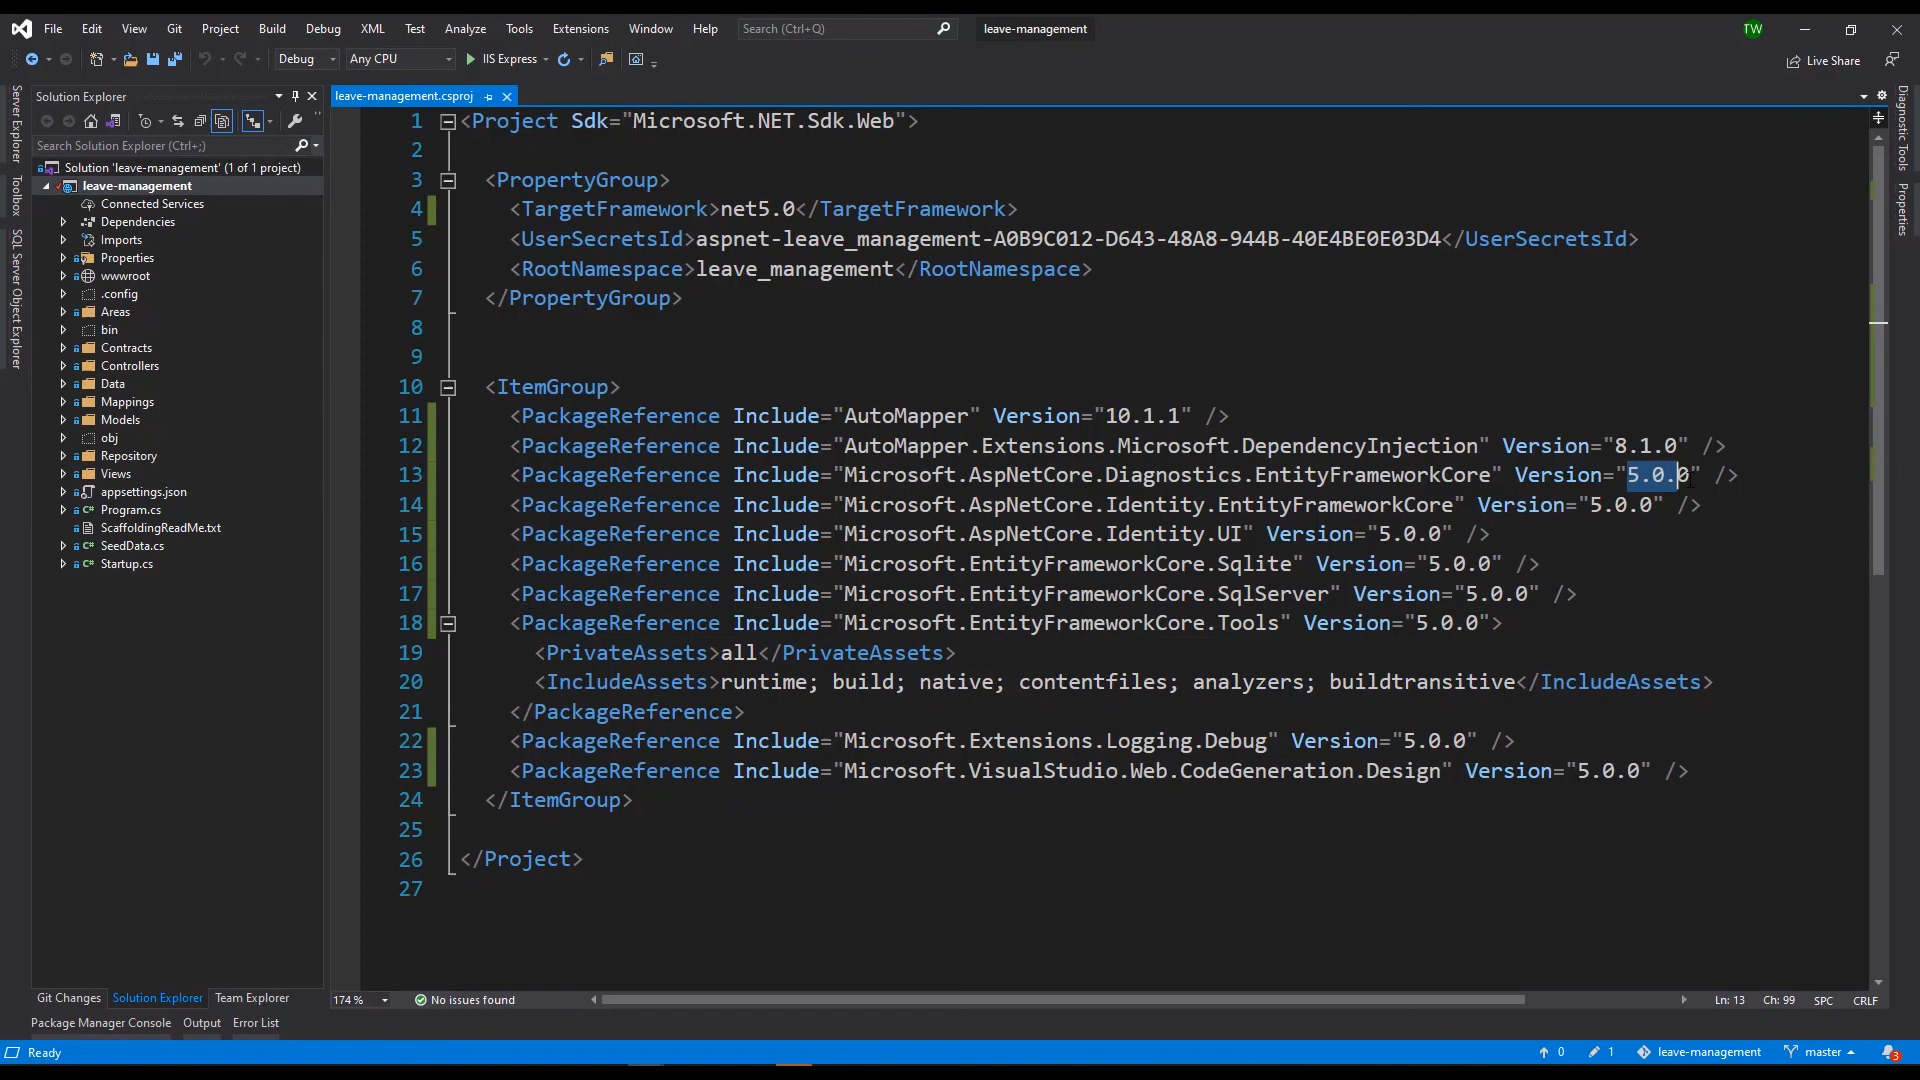 File Edit View Git Project Build Debug XML Test Analyze Tools Extensions Window Help Search (Ctrl+Q) leave-management TW
Debug Any CPU IIS Express Live Share
Server Explorer
Toolbox
SQL Server Object Explorer
Solution Explorer
Search Solution Explorer (Ctrl+;)
Solution 'leave-management' (1 of 1 project)
leave-management
Connected Services
Dependencies
Imports
Properties
wwwroot
.config
Areas
bin
Contracts
Controllers
Data
Mappings
Models
obj
Repository
Views
appsettings.json
Program.cs
ScaffoldingReadMe.txt
SeedData.cs
Startup.cs
Git Changes Solution Explorer Team Explorer
leave-management.csproj
1 <Project Sdk="Microsoft.NET.Sdk.Web">
2
3 <PropertyGroup>
4 <TargetFramework>net5.0</TargetFramework>
5 <UserSecretsId>aspnet-leave_management-A0B9C012-D643-48A8-944B-40E4BE0E03D4</UserSecretsId>
6 <RootNamespace>leave_management</RootNamespace>
7 </PropertyGroup>
8
9
10 <ItemGroup>
11 <PackageReference Include="AutoMapper" Version="10.1.1" />
12 <PackageReference Include="AutoMapper.Extensions.Microsoft.DependencyInjection" Version="8.1.0" />
13 <PackageReference Include="Microsoft.AspNetCore.Diagnostics.EntityFrameworkCore" Version="5.0.0" />
14 <PackageReference Include="Microsoft.AspNetCore.Identity.EntityFrameworkCore" Version="5.0.0" />
15 <PackageReference Include="Microsoft.AspNetCore.Identity.UI" Version="5.0.0" />
16 <PackageReference Include="Microsoft.EntityFrameworkCore.Sqlite" Version="5.0.0" />
17 <PackageReference Include="Microsoft.EntityFrameworkCore.SqlServer" Version="5.0.0" />
18 <PackageReference Include="Microsoft.EntityFrameworkCore.Tools" Version="5.0.0">
19 <PrivateAssets>all</PrivateAssets>
20 <IncludeAssets>runtime; build; native; contentfiles; analyzers; buildtransitive</IncludeAssets>
21 </PackageReference>
22 <PackageReference Include="Microsoft.Extensions.Logging.Debug" Version="5.0.0" />
23 <PackageReference Include="Microsoft.VisualStudio.Web.CodeGeneration.Design" Version="5.0.0" />
24 </ItemGroup>
25
26 </Project>
27
174 % No issues found Ln: 13 Ch: 99 SPC CRLF
Diagnostic Tools
Properties
Package Manager Console Output Error List
Ready 0 1 leave-management master 3